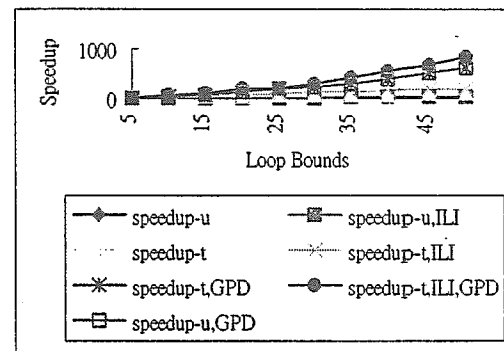 1000
Speedup
0
5
15
25
35
45
Loop Bounds
speedup-u
speedup-u,ILI
speedup-t
speedup-t,ILI
speedup-t,GPD
speedup-t,ILI,GPD
speedup-u,GPD